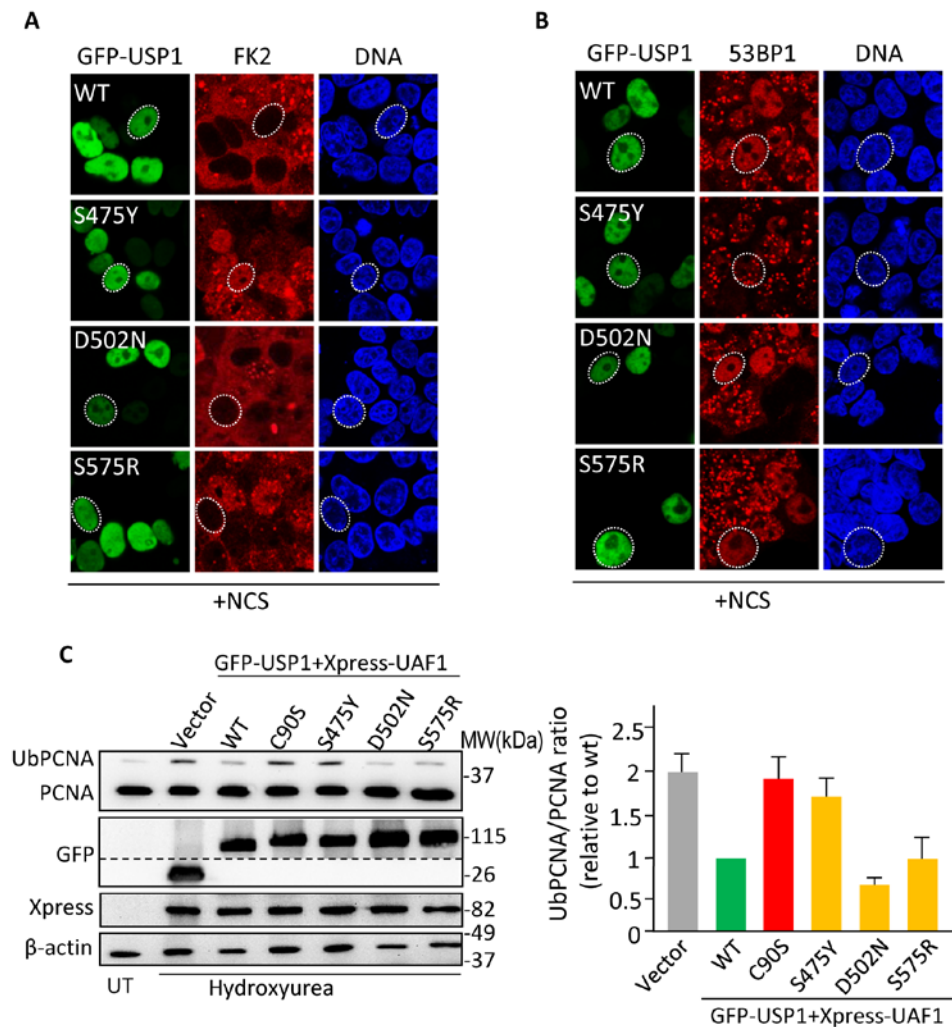 A
GFP-USP1 FK2 DNA
WT
S475Y
D502N
S575R
+NCS
B
GFP-USP1 53BP1 DNA
WT
S475Y
D502N
S575R
+NCS
C
GFP-USP1+Xpress-UAF1
Vector WT C90S S475Y D502N S575R MW(kDa)
UbPCNA
-37
PCNA
-115
GFP
-26
Xpress -82
-49
β-actin
-37
UT Hydroxyurea
UbPCNA/PCNA ratio
(relative to wt)
2.5
2
1.5
1
0.5
0
Vector WT C90S S475Y D502N S575R
GFP-USP1+Xpress-UAF1